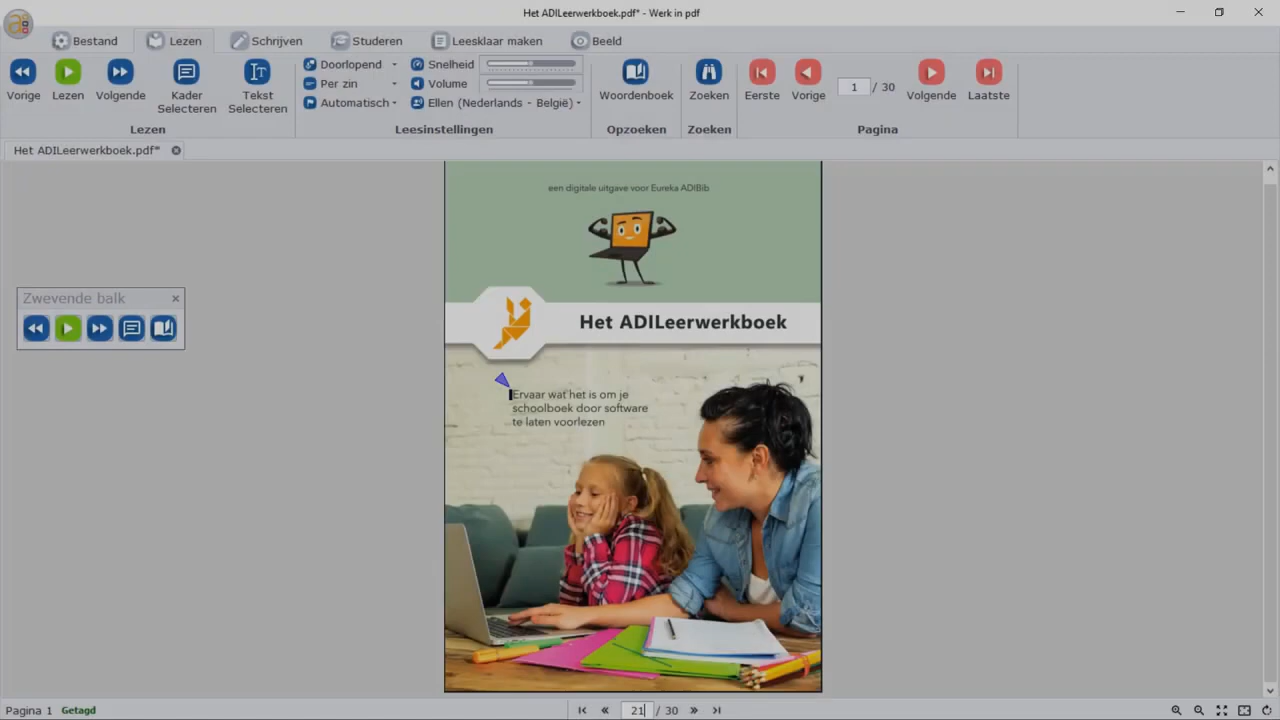 Het ADILeerwerkboek.pdf* - Werk in pdf
Bestand Lezen Schrijven Studeren Leesklaar maken Beeld
Vorige Lezen Volgende Kader Selecteren Tekst Selecteren
Lezen
Doorlopend Snelheid
Per zin Volume
Automatisch Ellen (Nederlands - België)
Leesinstellingen
Woordenboek
Opzoeken
Zoeken
Zoeken
Eerste Vorige 1 / 30 Volgende Laatste
Pagina
Het ADILeerwerkboek.pdf*
Zwevende balk
een digitale uitgave voor Eureka ADIBib
Het ADILeerwerkboek
Ervaar wat het is om je
schoolboek door software
te laten voorlezen
Pagina 1 Getagd 21 / 30